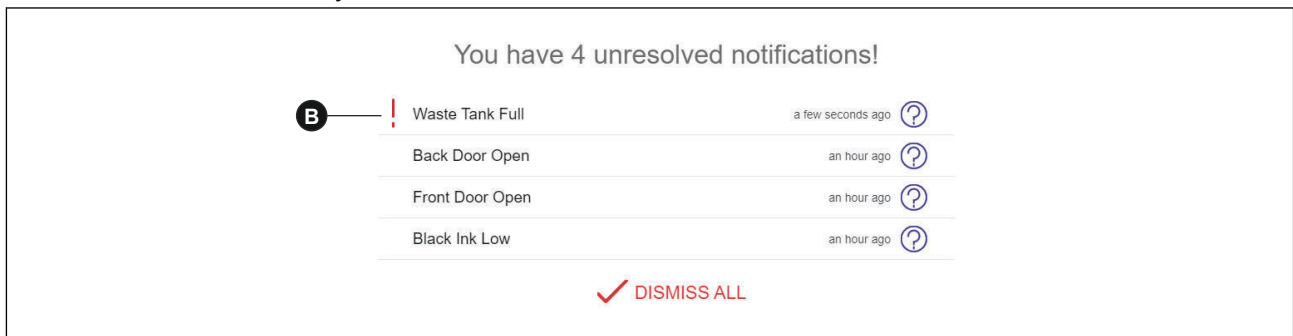 You have 4 unresolved notifications!
B Waste Tank Full a few seconds ago ?
Back Door Open an hour ago ?
Front Door Open an hour ago ?
Black Ink Low an hour ago ?
DISMISS ALL